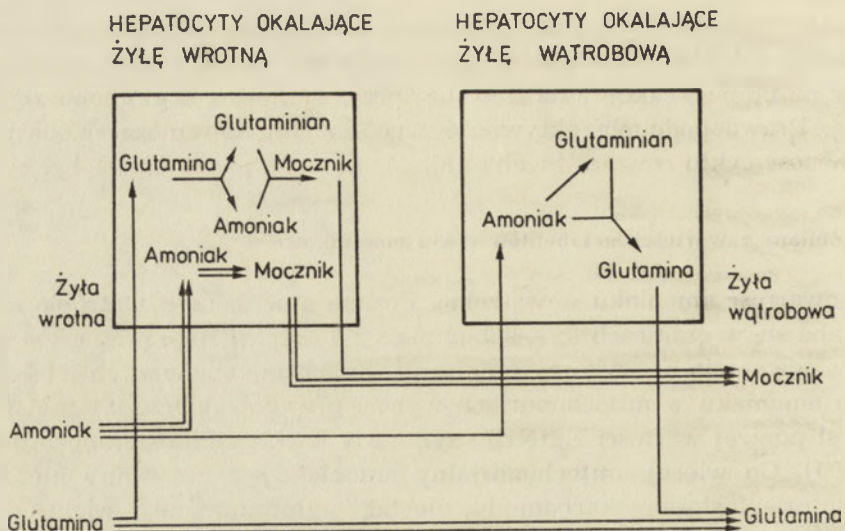 HEPATOCYTY OKALAJĄCE
ŻYŁĘ WROTNĄ
HEPATOCYTY OKALAJĄCE
ŻYŁĘ WĄTROBOWĄ
Glutaminian
Glutamina
Mocznik
Amoniak
Amoniak
Mocznik
Żyła
wrotna
Amoniak
Glutamina
Glutaminian
Amoniak
Glutamina
Żyła
wątrobowa
Mocznik
Glutamina